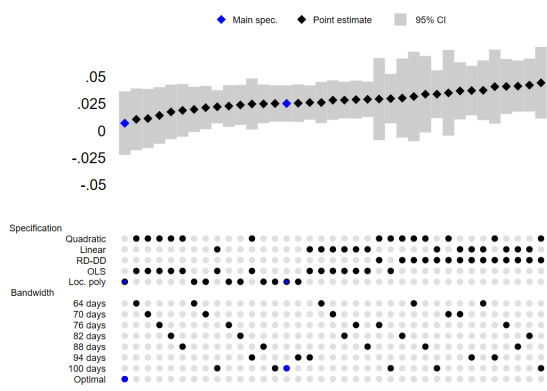 Main spec. Point estimate 95% CI
.05
.025
0
-.025
-.05
Specification
Quadratic
Linear
RD-DD
OLS
Loc. poly
Bandwidth
64 days
70 days
76 days
82 days
88 days
94 days
100 days
Optimal